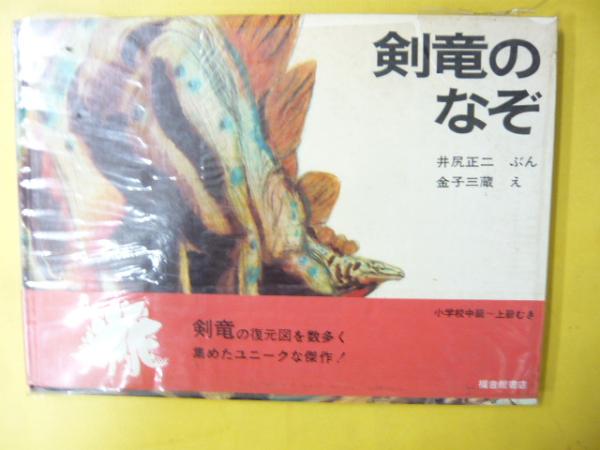 剣竜の
なぞ
井尻正二　ぶん
金子三蔵　え
小学校中級〜上級むき
剣竜の復元図を数多く
集めたユニークな傑作！
福音館書店